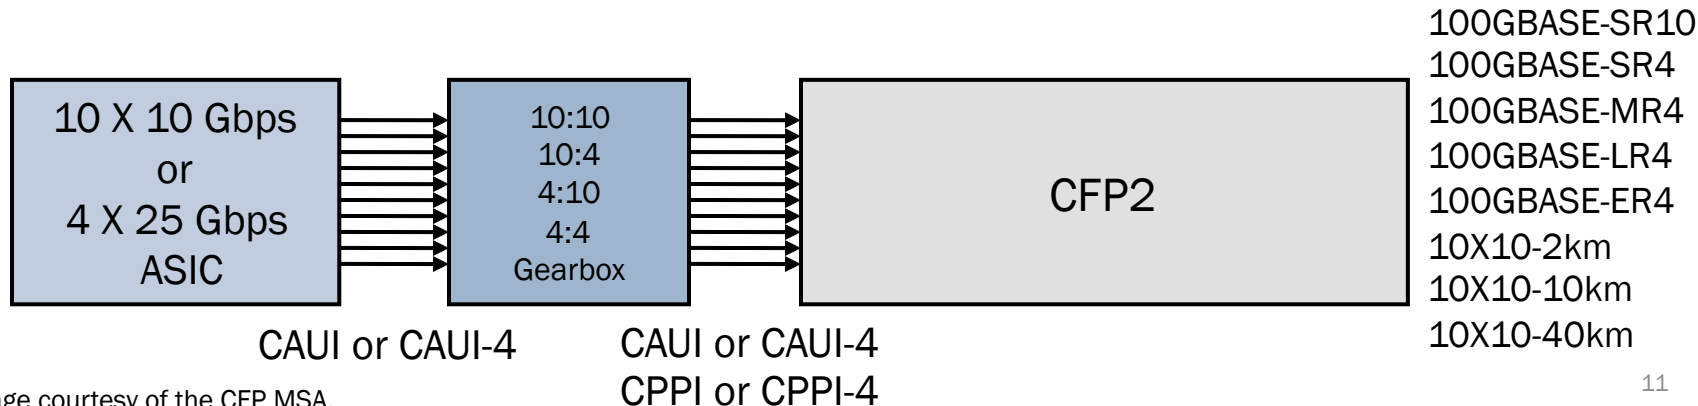 10 X 10 Gbps
or
4 X 25 Gbps
ASIC
10:10
10:4
4:10
4:4
Gearbox
CFP2
100GBASE-SR10
100GBASE-SR4
100GBASE-MR4
100GBASE-LR4
100GBASE-ER4
10X10-2km
10X10-10km
10X10-40km
CAUI or CAUI-4
CAUI or CAUI-4
CPPI or CPPI-4
courtesy of the CFP MSA.
11